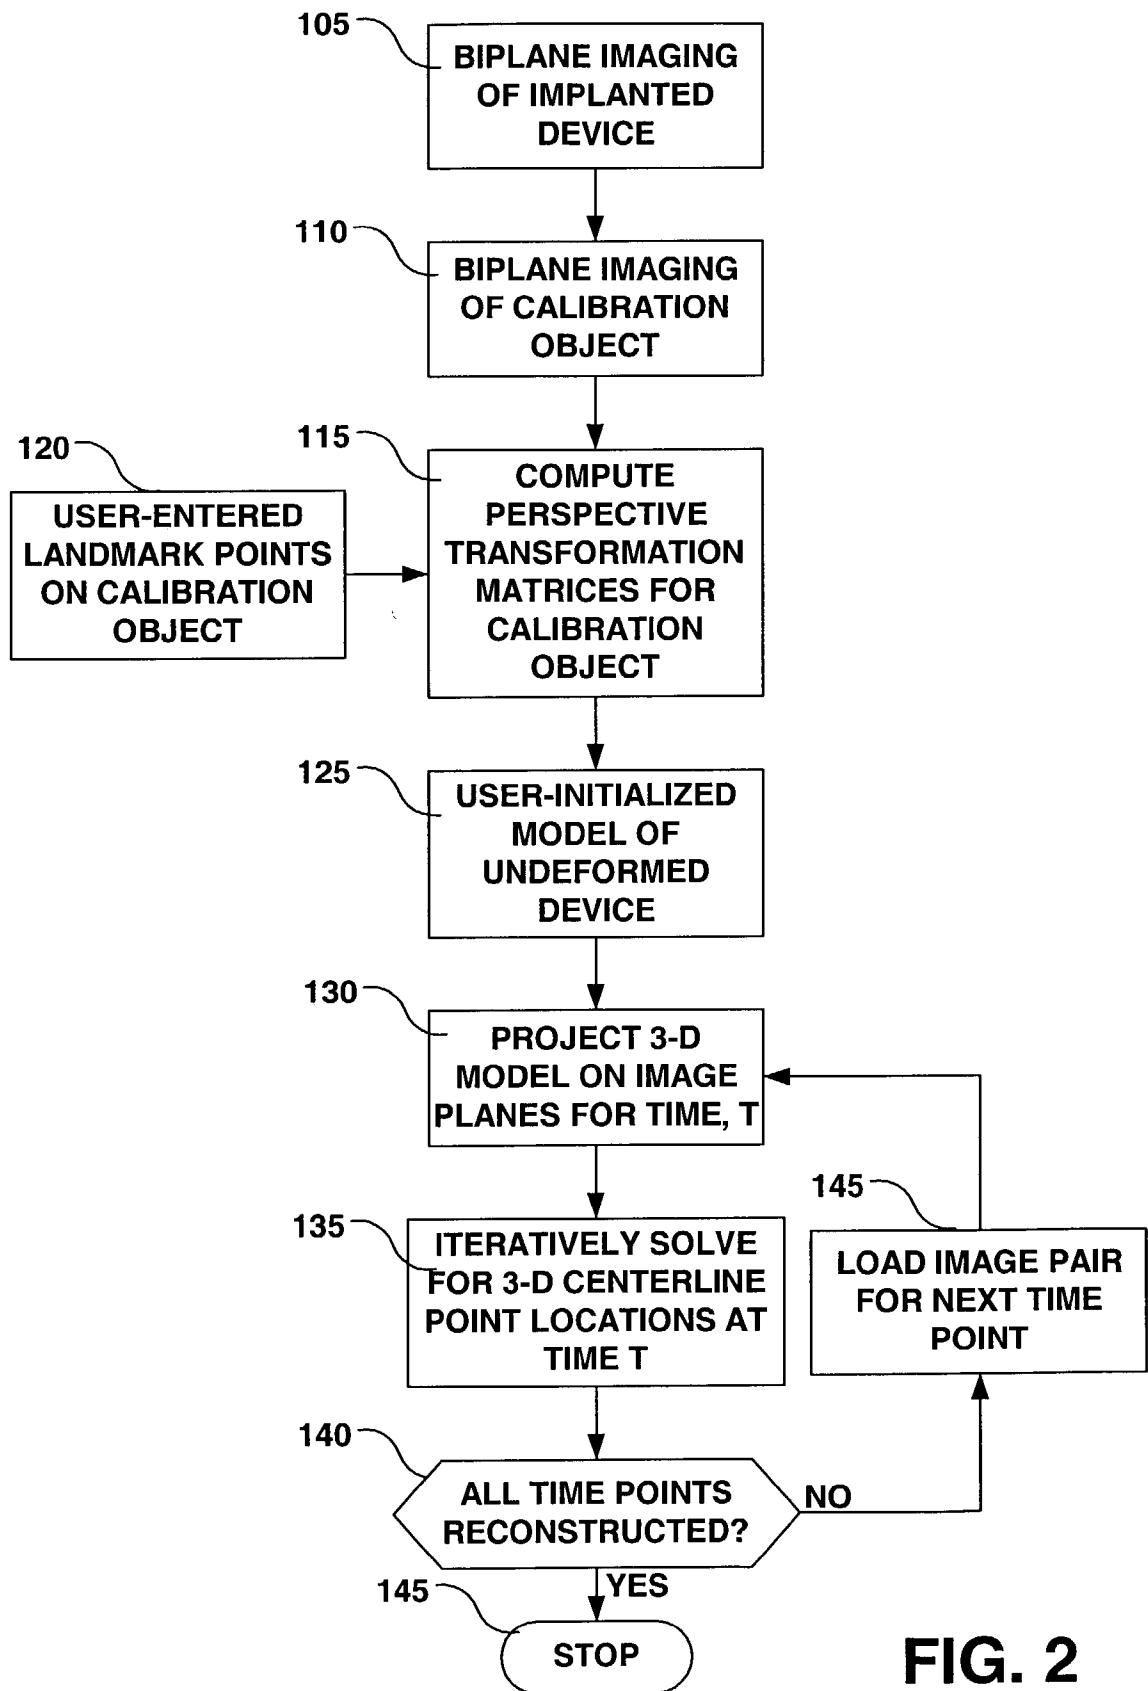 105
BIPLANE IMAGING
OF IMPLANTED
DEVICE
110
BIPLANE IMAGING
OF CALIBRATION
OBJECT
120
USER-ENTERED
LANDMARK POINTS
ON CALIBRATION
OBJECT
115
COMPUTE
PERSPECTIVE
TRANSFORMATION
MATRICES FOR
CALIBRATION
OBJECT
125
USER-INITIALIZED
MODEL OF
UNDEFORMED
DEVICE
130
PROJECT 3-D
MODEL ON IMAGE
PLANES FOR TIME, T
135
ITERATIVELY SOLVE
FOR 3-D CENTERLINE
POINT LOCATIONS AT
TIME T
145
LOAD IMAGE PAIR
FOR NEXT TIME
POINT
140
ALL TIME POINTS
RECONSTRUCTED?
NO
YES
145
STOP
FIG. 2